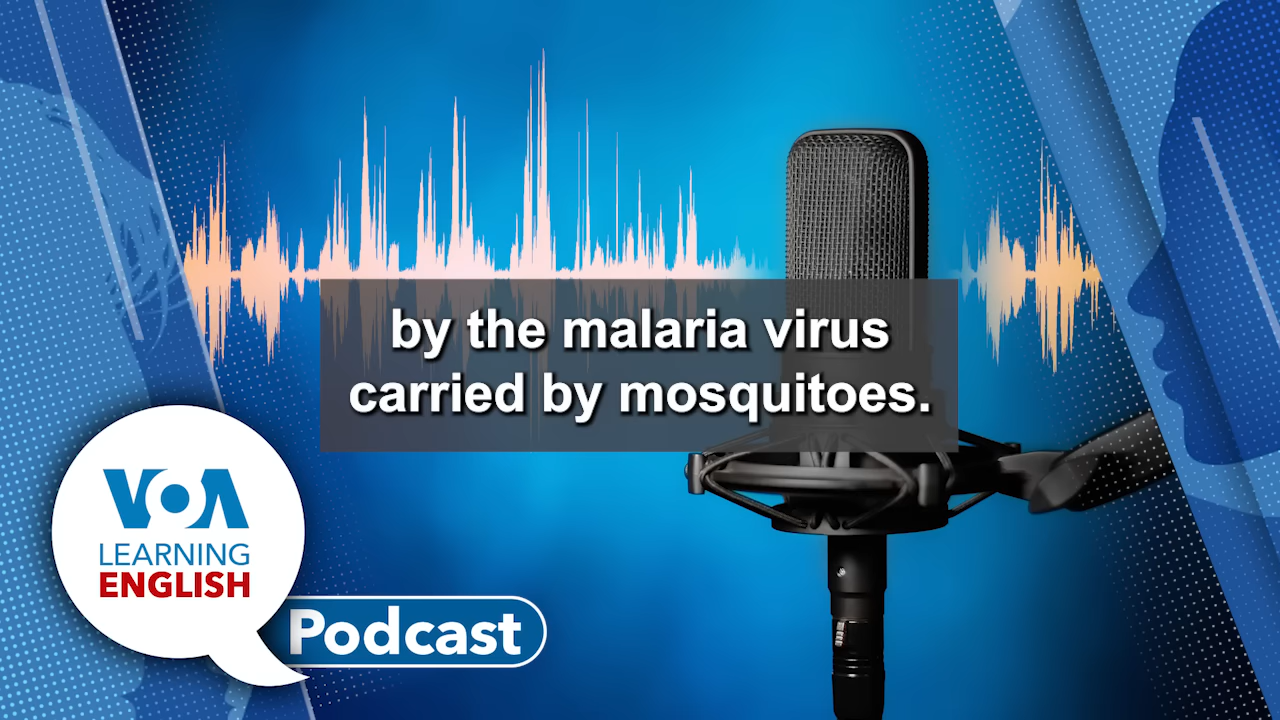 by the malaria virus
carried by mosquitoes.
VOA
LEARNING
ENGLISH
Podcast